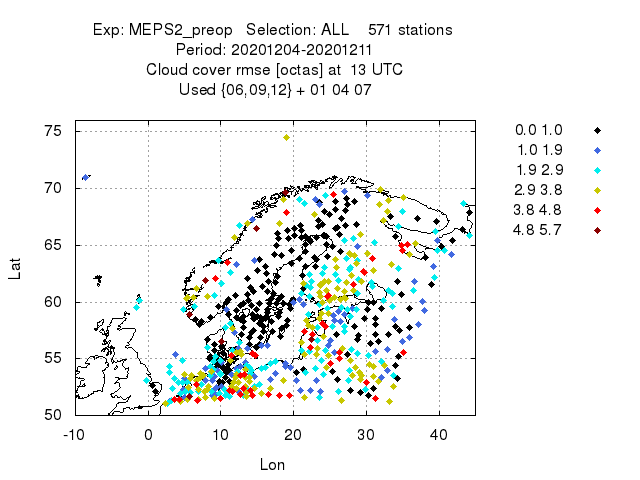 Exp: MEPS2_preop Selection: ALL 571 stations
Period: 20201204-20201211
Cloud cover rmse [octas] at 13 UTC
Used {06,09,12} + 01 04 07
75
70
65
60
55
50
Lat
-10 0 10 20 30 40
Lon
0.0 1.0
1.0 1.9
1.9 2.9
2.9 3.8
3.8 4.8
4.8 5.7